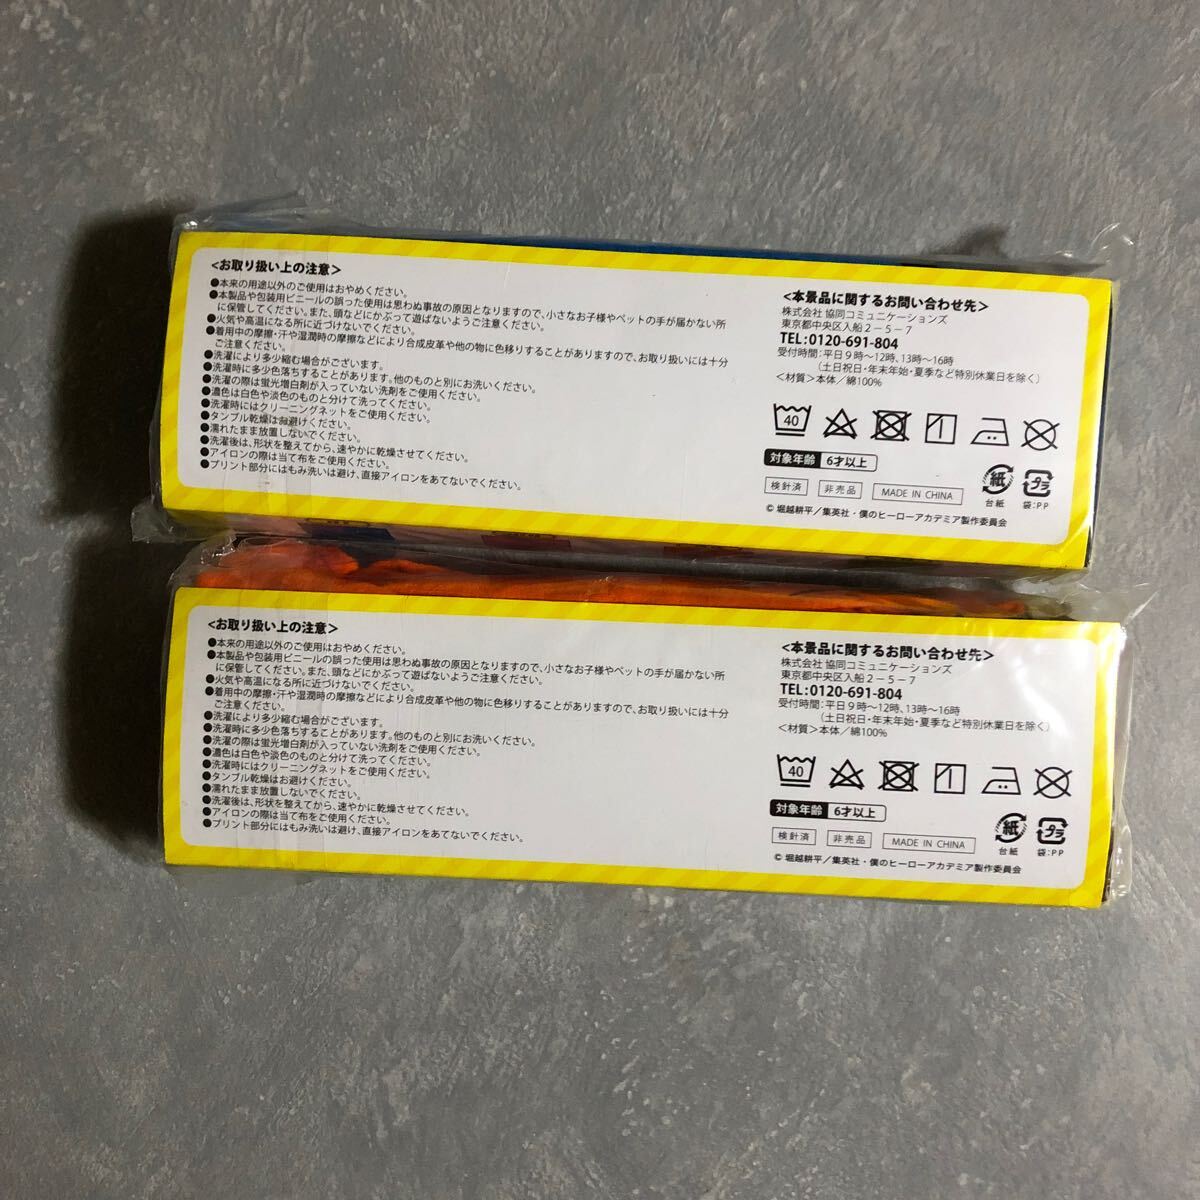 <お取り扱い上の注意>
●本来の用途以外のご使用はおやめください。
●本製品や包装用ビニールの誤った使用は思わぬ事故の原因となりますので、小さなお子様やペットの手が届かない所
に保管してください。また、頭などにかぶって遊ばないようご注意ください。
●火気や高温になる所に近づけないでください。
●着用中の摩擦・汗や湿潤時の摩擦などにより合成皮革や他の物に色移りすることがありますので、お取り扱いには十分
ご注意ください。
●洗濯により多少縮む場合がございます。
●洗濯時に多少色落ちすることがあります。他のものと別にお洗いください。
●洗濯の際は蛍光増白剤が入っていない洗剤をご使用ください。
●濃色は白色や淡色のものと分けて洗ってください。
●洗濯時にはクリーニングネットをご使用ください。
●タンブル乾燥はお避けください。
●濡れたまま放置しないでください。
●洗濯後は、形状を整えてから、速やかに乾燥させてください。
●アイロンの際は当て布をご使用ください。
●プリント部分にはもみ洗いは避け、直接アイロンをあてないでください。
<本景品に関するお問い合わせ先>
株式会社 協同コミュニケーションズ
東京都中央区入船2-5-7
TEL:0120-691-804
受付時間:平日9時〜12時、13時〜16時
(土日祝日・年末年始・夏季など特別休業日を除く)
<材質>本体/綿100%
40
対象年齢 6才以上
検針済 非売品 MADE IN CHINA
紙 台紙 プラ 袋:PP
© 堀越耕平/集英社・僕のヒーローアカデミア製作委員会
<お取り扱い上の注意>
●本来の用途以外のご使用はおやめください。
●本製品や包装用ビニールの誤った使用は思わぬ事故の原因となりますので、小さなお子様やペットの手が届かない所
に保管してください。また、頭などにかぶって遊ばないようご注意ください。
●火気や高温になる所に近づけないでください。
●着用中の摩擦・汗や湿潤時の摩擦などにより合成皮革や他の物に色移りすることがありますので、お取り扱いには十分
ご注意ください。
●洗濯により多少縮む場合がございます。
●洗濯時に多少色落ちすることがあります。他のものと別にお洗いください。
●洗濯の際は蛍光増白剤が入っていない洗剤をご使用ください。
●濃色は白色や淡色のものと分けて洗ってください。
●洗濯時にはクリーニングネットをご使用ください。
●タンブル乾燥はお避けください。
●濡れたまま放置しないでください。
●洗濯後は、形状を整えてから、速やかに乾燥させてください。
●アイロンの際は当て布をご使用ください。
●プリント部分にはもみ洗いは避け、直接アイロンをあてないでください。
<本景品に関するお問い合わせ先>
株式会社 協同コミュニケーションズ
東京都中央区入船2-5-7
TEL:0120-691-804
受付時間:平日9時〜12時、13時〜16時
(土日祝日・年末年始・夏季など特別休業日を除く)
<材質>本体/綿100%
40
対象年齢 6才以上
検針済 非売品 MADE IN CHINA
紙 台紙 プラ 袋:PP
© 堀越耕平/集英社・僕のヒーローアカデミア製作委員会